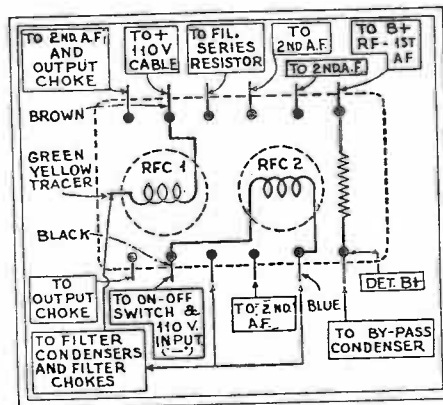 TO 2ND. A.F.
AND
OUTPUT
CHOKE
TO +
110 V
CABLE
TO FIL.
SERIES
RESISTOR
TO
2ND A.F.
TO 2ND A.F.
TO B+
RF-1ST
AF
BROWN
GREEN
YELLOW
TRACER
RFC 1
RFC 2
BLACK
TO
OUTPUT
CHOKE
TO ON-OFF
SWITCH &
110 V.
INPUT
(-)
TO 2ND.
A.F.
BLUE
DET. B+
TO FILTER
CONDENSERS
AND FILTER
CHOKES
TO BY-PASS
CONDENSER